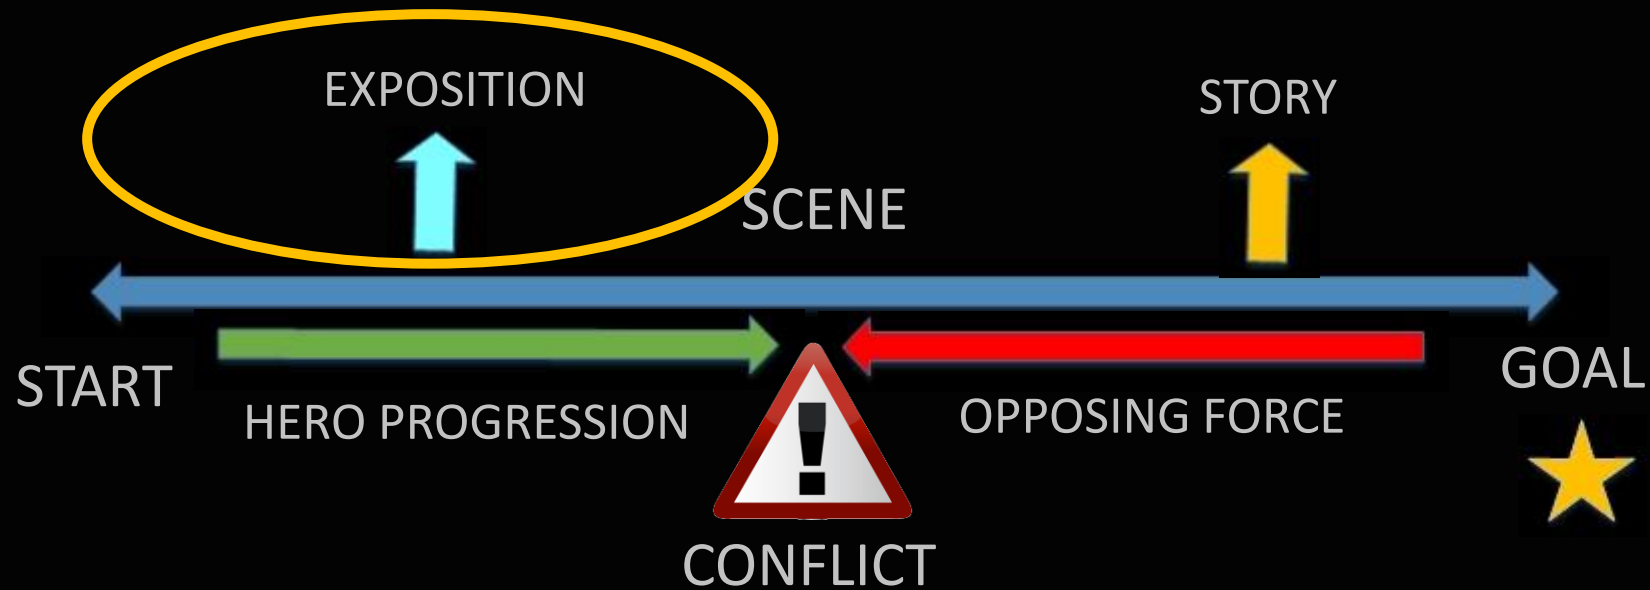 EXPOSITION
STORY
SCENE
START
GOAL
HERO PROGRESSION
OPPOSING FORCE
!
CONFLICT